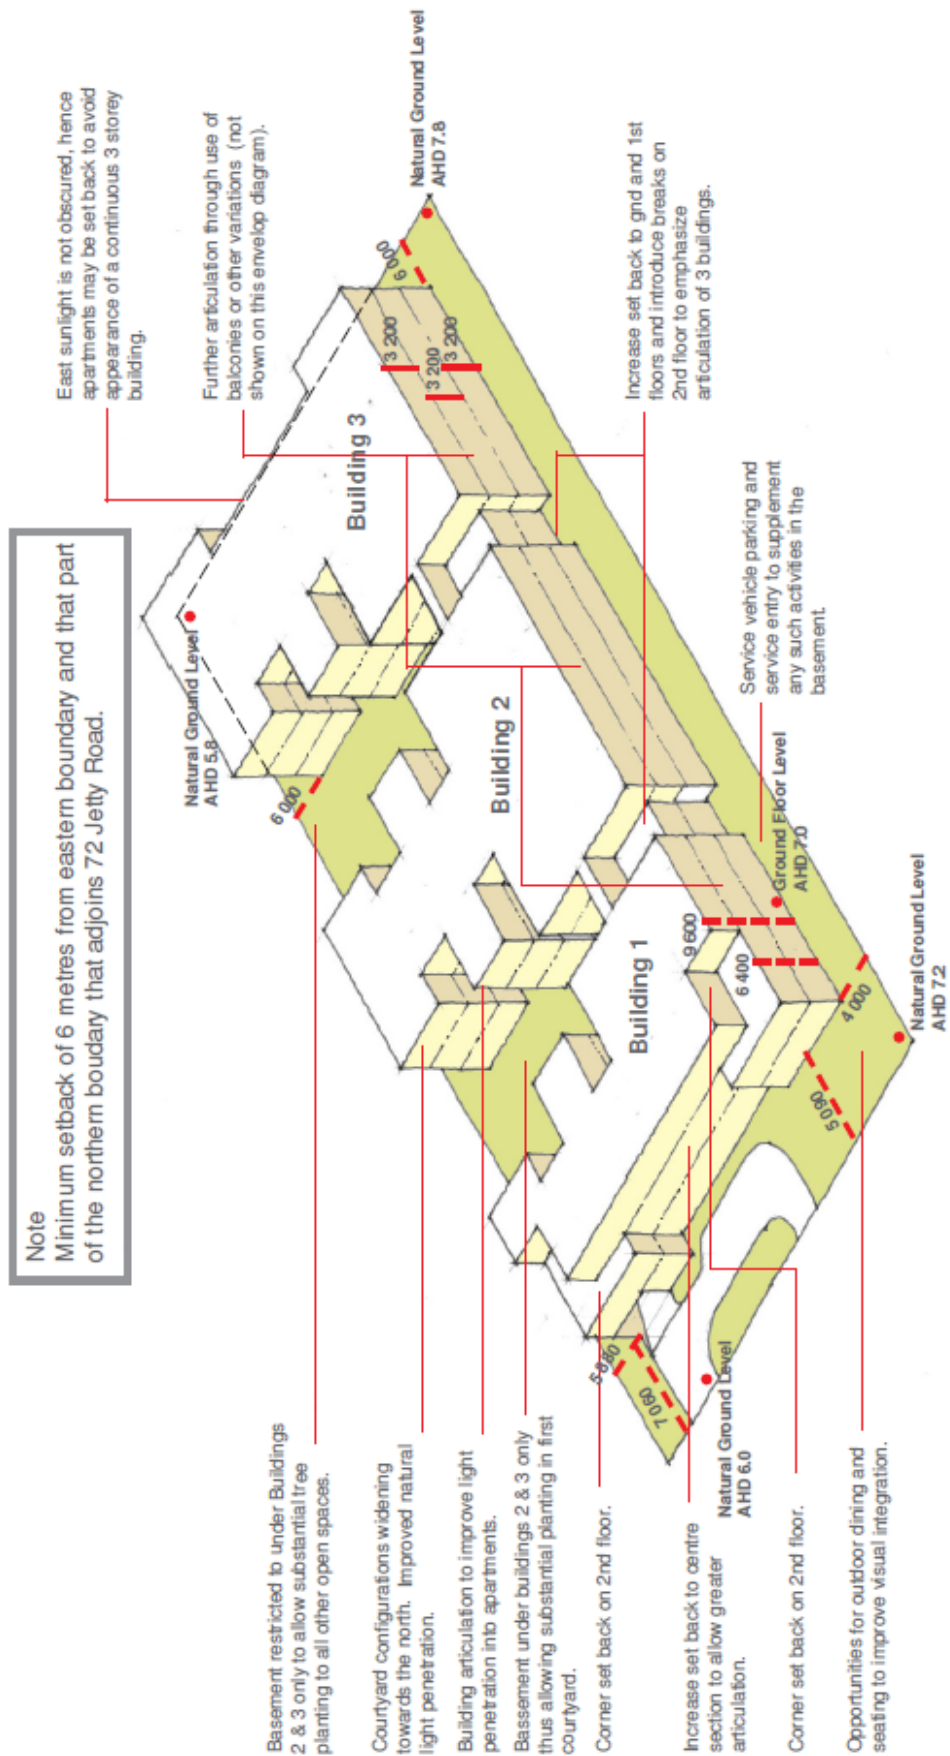 Note
Minimum setback of 6 metres from eastern boundary and that part
of the northern boudary that adjoins 72 Jetty Road.
Basement restricted to under Buildings
2 & 3 only to allow substantial tree
planting to all other open spaces.
Courtyard configurations widening
towards the north. Improved natural
light penetration.
Building articulation to improve light
penetration into apartments.
Bassement under buildings 2 & 3 only
thus allowing substantial planting in first
courtyard.
Corner set back on 2nd floor.
Increase set back to centre
section to allow greater
articulation.
Corner set back on 2nd floor.
Opportunities for outdoor dining and
seating to improve visual integration.
East sunlight is not obscured, hence
apartments may be set back to avoid
appearance of a continuous 3 storey
building.
Further articulation through use of
balconies or other variations (not
shown on this envelop diagram).
Increase set back to gnd and 1st
floors and introduce breaks on
2nd floor to emphasize
articulation of 3 buildings.
Service vehicle parking and
service entry to supplement
any such activities in the
basement.
Natural Ground Level
AHD 5.8
Natural Ground Level
AHD 7.8
Natural Ground Level
AHD 6.0
Natural Ground Level
AHD 7.2
Ground Floor Level
AHD 7.0
Building 1
Building 2
Building 3
6 000
6 000
3 200
3 200
3 200
9 600
6 400
4 000
5 090
5 880
7 060